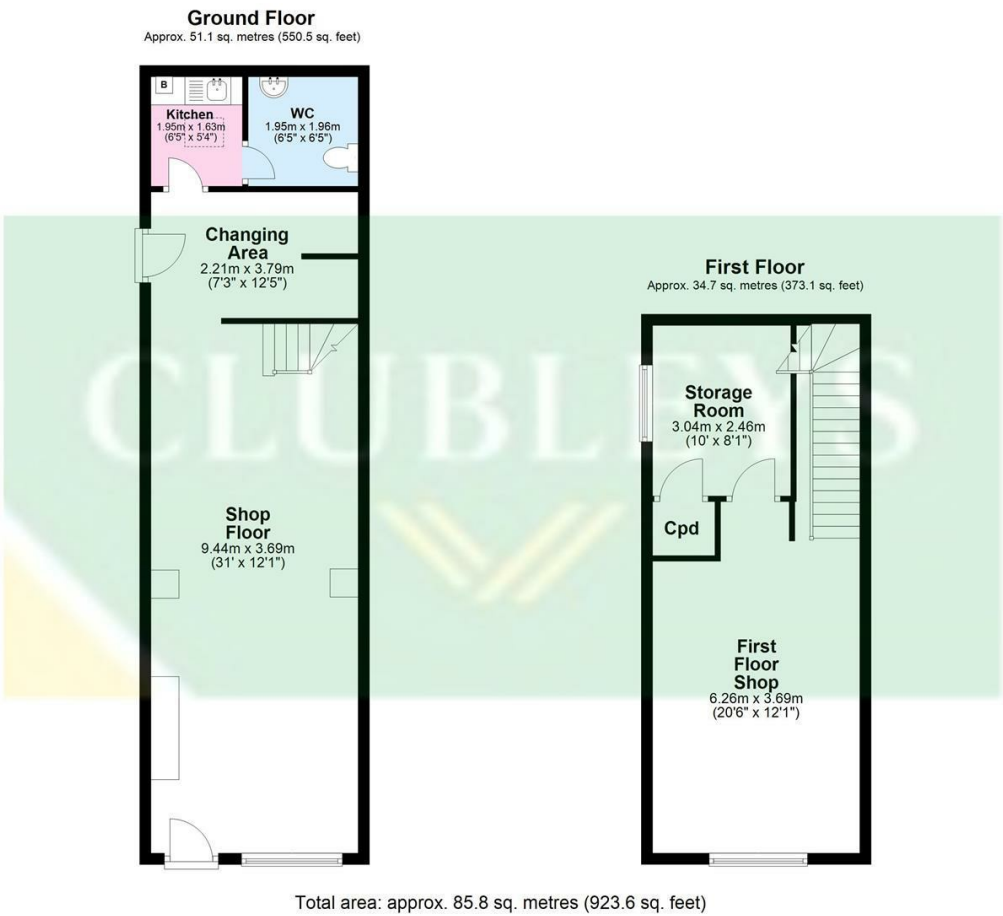 Ground Floor
Approx. 51.1 sq. metres (550.5 sq. feet)
B
Kitchen
1.95m x 1.63m
(6'5" x 5'4")
WC
1.95m x 1.96m
(6'5" x 6'5")
Changing
Area
2.21m x 3.79m
(7'3" x 12'5")
Shop
Floor
9.44m x 3.69m
(31' x 12'1")
First Floor
Approx. 34.7 sq. metres (373.1 sq. feet)
Storage
Room
3.04m x 2.46m
(10' x 8'1")
Cpd
First
Floor
Shop
6.26m x 3.69m
(20'6" x 12'1")
CLUBLEYS
Total area: approx. 85.8 sq. metres (923.6 sq. feet)